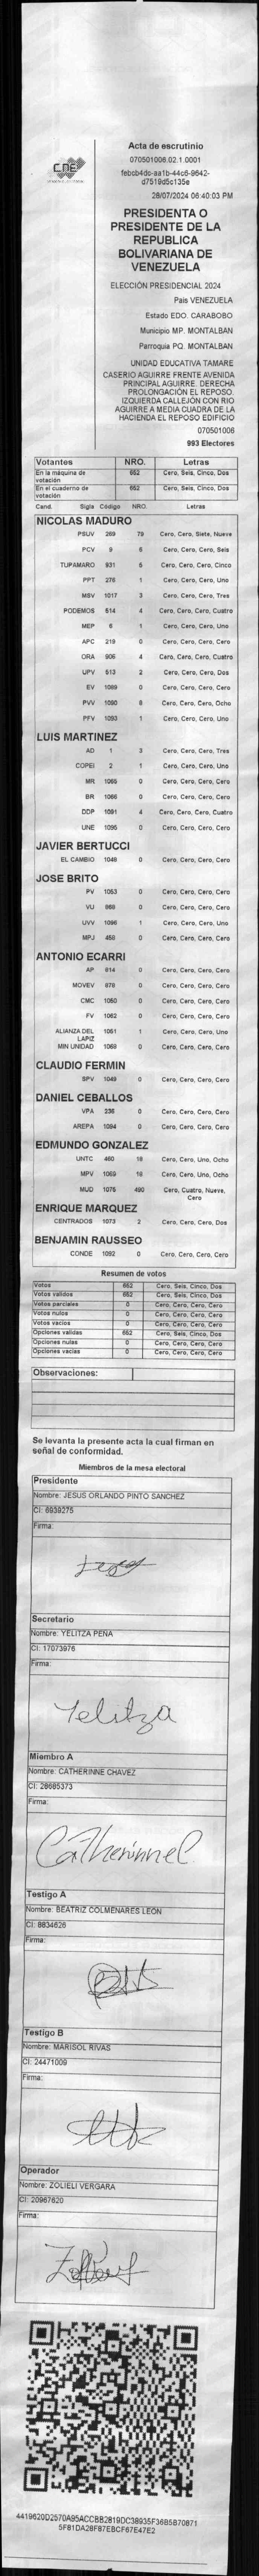 CNE
Acta de escrutinio
070501006.02.1.0001
febcb4dc-aa1b-44c6-9642-
d7519d5c135e
28/07/2024 06:40:03 PM
PRESIDENTA O
PRESIDENTE DE LA
REPUBLICA
BOLIVARIANA DE
VENEZUELA
ELECCIÓN PRESIDENCIAL 2024
País VENEZUELA
Estado EDO. CARABOBO
Municipio MP. MONTALBAN
Parroquia PQ. MONTALBAN
UNIDAD EDUCATIVA TAMARE
CASERIO AGUIRRE FRENTE AVENIDA
PRINCIPAL AGUIRRE. DERECHA
PROLONGACIÓN EL REPOSO.
IZQUIERDA CALLEJÓN CON RIO
AGUIRRE A MEDIA CUADRA DE LA
HACIENDA EL REPOSO EDIFICIO
070501006
993 Electores
Votantes NRO. Letras
En la máquina de votación 652 Cero, Seis, Cinco, Dos
En el cuaderno de votación 652 Cero, Seis, Cinco, Dos
Cand. Sigla Código NRO. Letras
NICOLAS MADURO
PSUV 269 79 Cero, Cero, Siete, Nueve
PCV 9 6 Cero, Cero, Cero, Seis
TUPAMARO 931 5 Cero, Cero, Cero, Cinco
PPT 276 1 Cero, Cero, Cero, Uno
MSV 1017 3 Cero, Cero, Cero, Tres
PODEMOS 514 4 Cero, Cero, Cero, Cuatro
MEP 6 1 Cero, Cero, Cero, Uno
APC 219 0 Cero, Cero, Cero, Cero
ORA 906 4 Cero, Cero, Cero, Cuatro
UPV 513 2 Cero, Cero, Cero, Dos
EV 1089 0 Cero, Cero, Cero, Cero
PVV 1090 8 Cero, Cero, Cero, Ocho
PFV 1093 1 Cero, Cero, Cero, Uno
LUIS MARTINEZ
AD 1 3 Cero, Cero, Cero, Tres
COPEI 2 1 Cero, Cero, Cero, Uno
MR 1065 0 Cero, Cero, Cero, Cero
BR 1066 0 Cero, Cero, Cero, Cero
DDP 1091 4 Cero, Cero, Cero, Cuatro
UNE 1095 0 Cero, Cero, Cero, Cero
JAVIER BERTUCCI
EL CAMBIO 1048 0 Cero, Cero, Cero, Cero
JOSE BRITO
PV 1053 0 Cero, Cero, Cero, Cero
VU 868 0 Cero, Cero, Cero, Cero
UVV 1096 1 Cero, Cero, Cero, Uno
MPJ 458 0 Cero, Cero, Cero, Cero
ANTONIO ECARRI
AP 814 0 Cero, Cero, Cero, Cero
MOVEV 878 0 Cero, Cero, Cero, Cero
CMC 1050 0 Cero, Cero, Cero, Cero
FV 1062 0 Cero, Cero, Cero, Cero
ALIANZA DEL LAPIZ 1051 1 Cero, Cero, Cero, Uno
MIN UNIDAD 1068 0 Cero, Cero, Cero, Cero
CLAUDIO FERMIN
SPV 1049 0 Cero, Cero, Cero, Cero
DANIEL CEBALLOS
VPA 236 0 Cero, Cero, Cero, Cero
AREPA 1094 0 Cero, Cero, Cero, Cero
EDMUNDO GONZALEZ
UNTC 460 18 Cero, Cero, Uno, Ocho
MPV 1069 18 Cero, Cero, Uno, Ocho
MUD 1075 490 Cero, Cuatro, Nueve,
Cero
ENRIQUE MARQUEZ
CENTRADOS 1073 2 Cero, Cero, Cero, Dos
BENJAMIN RAUSSEO
CONDE 1092 0 Cero, Cero, Cero, Cero
Resumen de votos
Votos 652 Cero, Seis, Cinco, Dos
Votos validos 652 Cero, Seis, Cinco, Dos
Votos parciales 0 Cero, Cero, Cero, Cero
Votos nulos 0 Cero, Cero, Cero, Cero
Votos vacios 0 Cero, Cero, Cero, Cero
Opciones validas 652 Cero, Seis, Cinco, Dos
Opciones nulas 0 Cero, Cero, Cero, Cero
Opciones vacias 0 Cero, Cero, Cero, Cero
Observaciones:
Se levanta la presente acta la cual firman en
señal de conformidad.
Miembros de la mesa electoral
Presidente
Nombre: JESUS ORLANDO PINTO SANCHEZ
CI: 6939275
Firma:
Secretario
Nombre: YELITZA PEÑA
CI: 17073976
Firma:
Yelitza
Miembro A
Nombre: CATHERINNE CHAVEZ
CI: 26685373
Firma:
Catherinne C
Testigo A
Nombre: BEATRIZ COLMENARES LEON
CI: 8834626
Firma:
Testigo B
Nombre: MARISOL RIVAS
CI: 24471009
Firma:
Operador
Nombre: ZOLIELI VERGARA
CI: 20967620
Firma:
4419620D2570A95ACCBB2819DC38935F36B5B70871
5F81DA28F87EBCF67E47E2